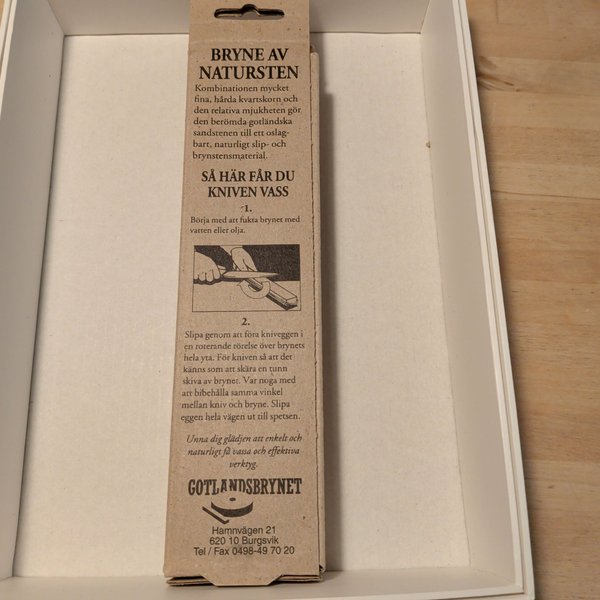 BRYNE AV
NATURSTEN
Kombinationen mycket
fina, hårda kvartskorn och
den relativa mjukheten gör
den berömda gotländska
sandstenen till ett oslag-
bart, naturligt slip- och
brynstensmaterial.
SÅ HÄR FÅR DU
KNIVEN VASS
1.
Börja med att fukta brynet med
vatten eller olja.
2.
Slipa genom att föra kniveggen i
en roterande rörelse över brynets
hela yta. För kniven så att det
känns som att skära en tunn
skiva av brynet. Var noga med
att bibehålla samma vinkel
mellan kniv och bryne. Slipa
eggen hela vägen ut till spetsen.
Unna dig glädjen att enkelt och
naturligt få vassa och effektiva
verktyg.
GOTLANDSBRYNET
Hamnvägen 21
620 10 Burgsvik
Tel / Fax 0498-49 70 20